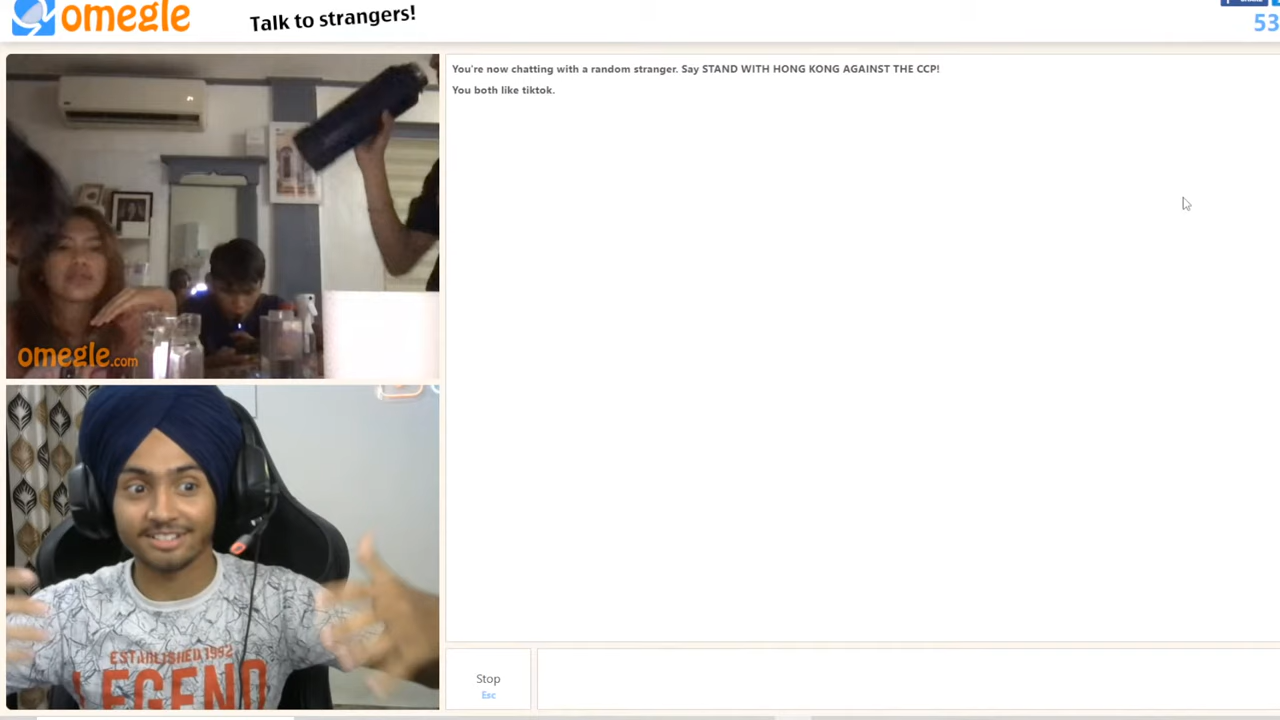 omegle
Talk to strangers!
53
You're now chatting with a random stranger. Say STAND WITH HONG KONG AGAINST THE CCP!
You both like tiktok.
omegle.com
ESTABLISHED 1992
LEGEND
Stop
Esc